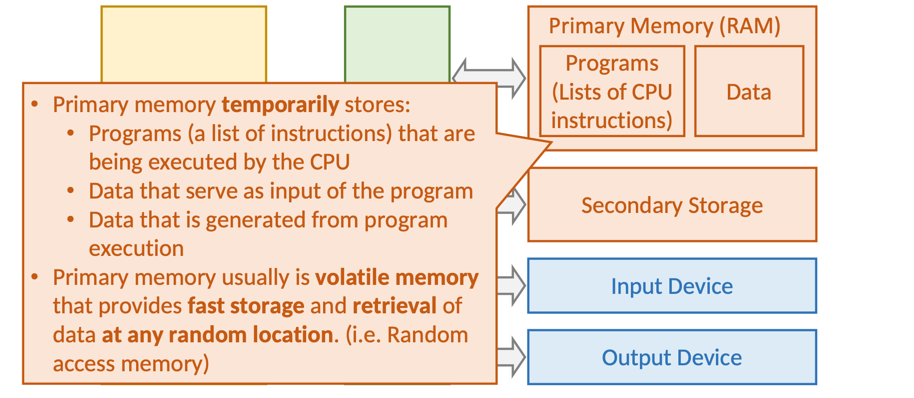 Primary Memory (RAM)
Programs
(Lists of CPU
instructions)
Data
• Primary memory temporarily stores:
• Programs (a list of instructions) that are
being executed by the CPU
• Data that serve as input of the program
• Data that is generated from program
execution
• Primary memory usually is volatile memory
that provides fast storage and retrieval of
data at any random location. (i.e. Random
access memory)
Secondary Storage
Input Device
Output Device